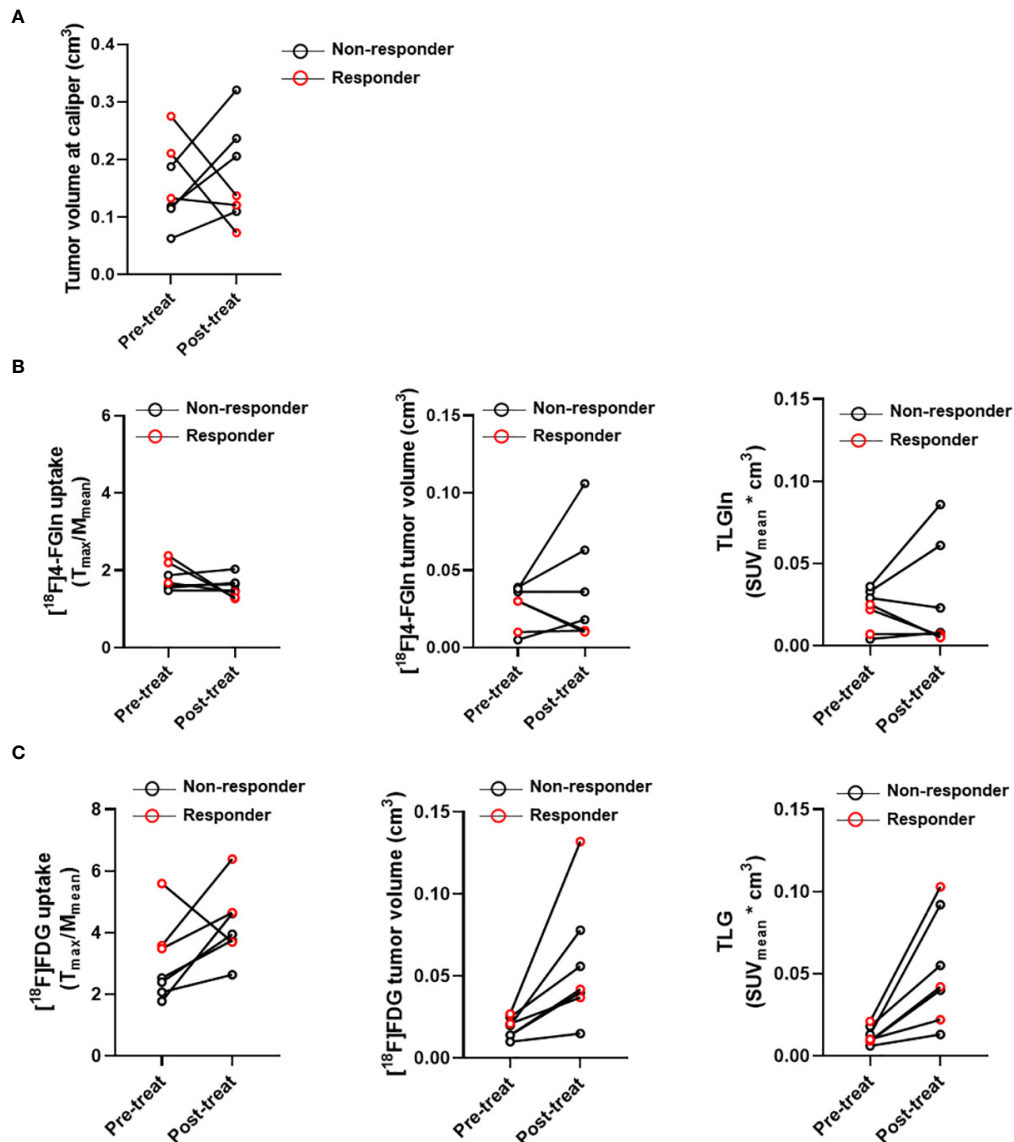 A
Tumor volume at caliper (cm³)
0.4
0.3
0.2
0.1
0.0
Pre-treat
Post-treat
Non-responder
Responder
B
[¹⁸F]4-FGln uptake
(Tmax/Mmean)
6
4
2
0
Non-responder
Responder
Pre-treat
Post-treat
[¹⁸F]4-FGln tumor volume (cm³)
0.15
0.10
0.05
0.00
Non-responder
Responder
Pre-treat
Post-treat
TLGln
(SUVmean * cm³)
0.15
0.10
0.05
0.00
Non-responder
Responder
Pre-treat
Post-treat
C
[¹⁸F]FDG uptake
(Tmax/Mmean)
8
6
4
2
0
Non-responder
Responder
Pre-treat
Post-treat
[¹⁸F]FDG tumor volume (cm³)
0.15
0.10
0.05
0.00
Non-responder
Responder
Pre-treat
Post-treat
TLG
(SUVmean * cm³)
0.15
0.10
0.05
0.00
Non-responder
Responder
Pre-treat
Post-treat